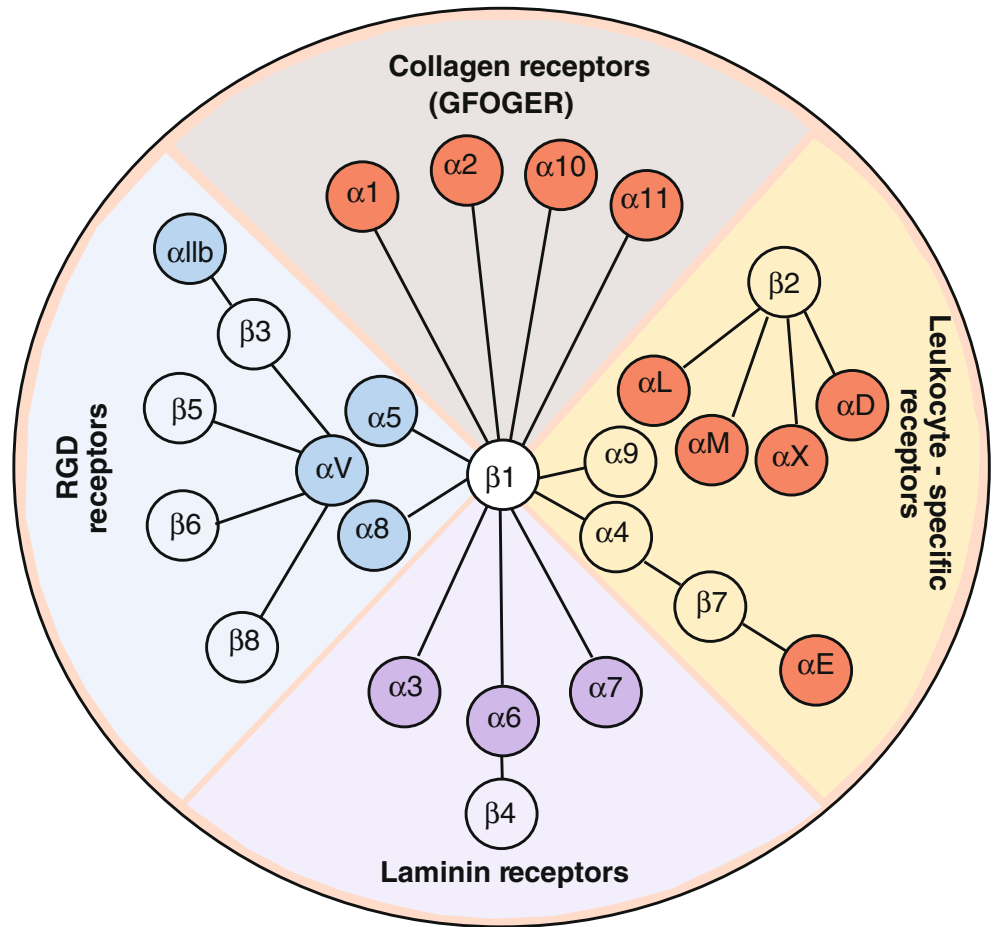 Collagen receptors
(GFOGER)
α1
α2
α10
α11
αIIb
β3
β5
α5
αV
β6
α8
β8
RGD
receptors
β1
β2
αL
αM
αX
αD
α9
α4
β7
αE
Leukocyte - specific
receptors
α3
α6
α7
β4
Laminin receptors